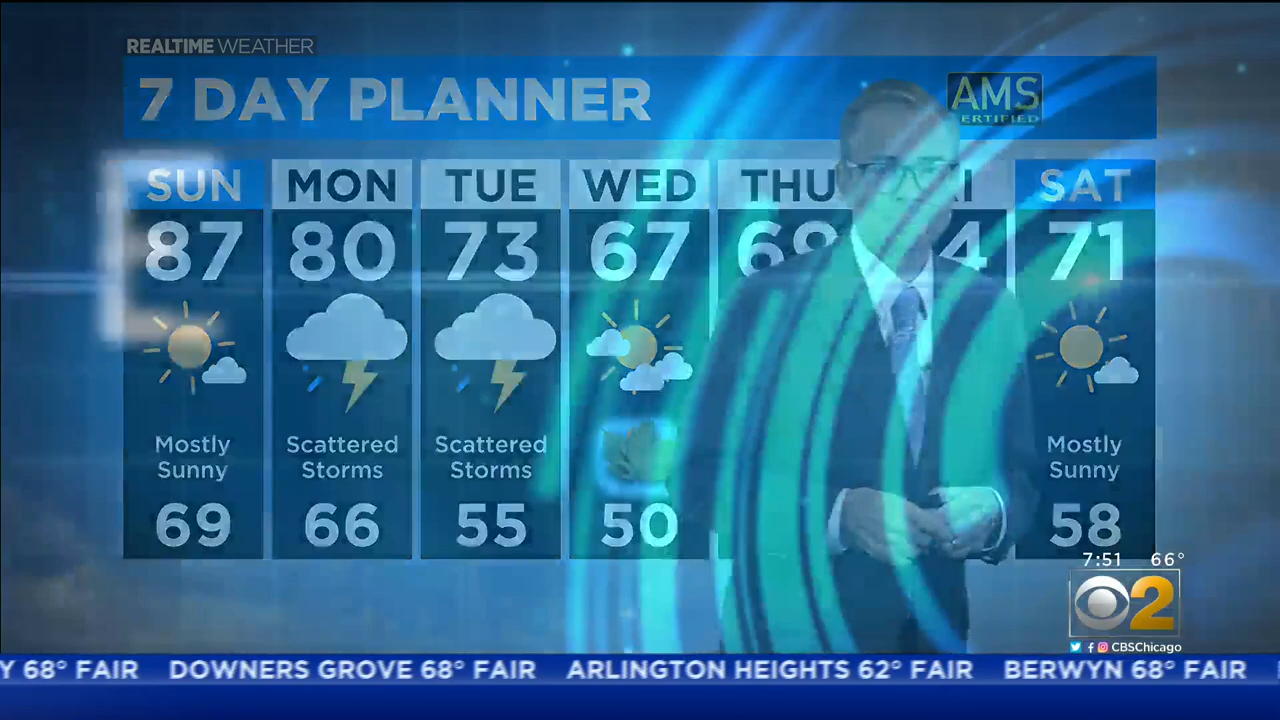 REALTIME WEATHER
7 DAY PLANNER
AMS
ERTIFIED
SUN MON TUE WED THU SAT
87 80 73 67 71
Mostly Sunny
Scattered Storms
Scattered Storms
Mostly Sunny
69 66 55 50 58
7:51 66°
2
CBSChicago
68° FAIR DOWNERS GROVE 68° FAIR ARLINGTON HEIGHTS 62° FAIR BERWYN 68° FAIR